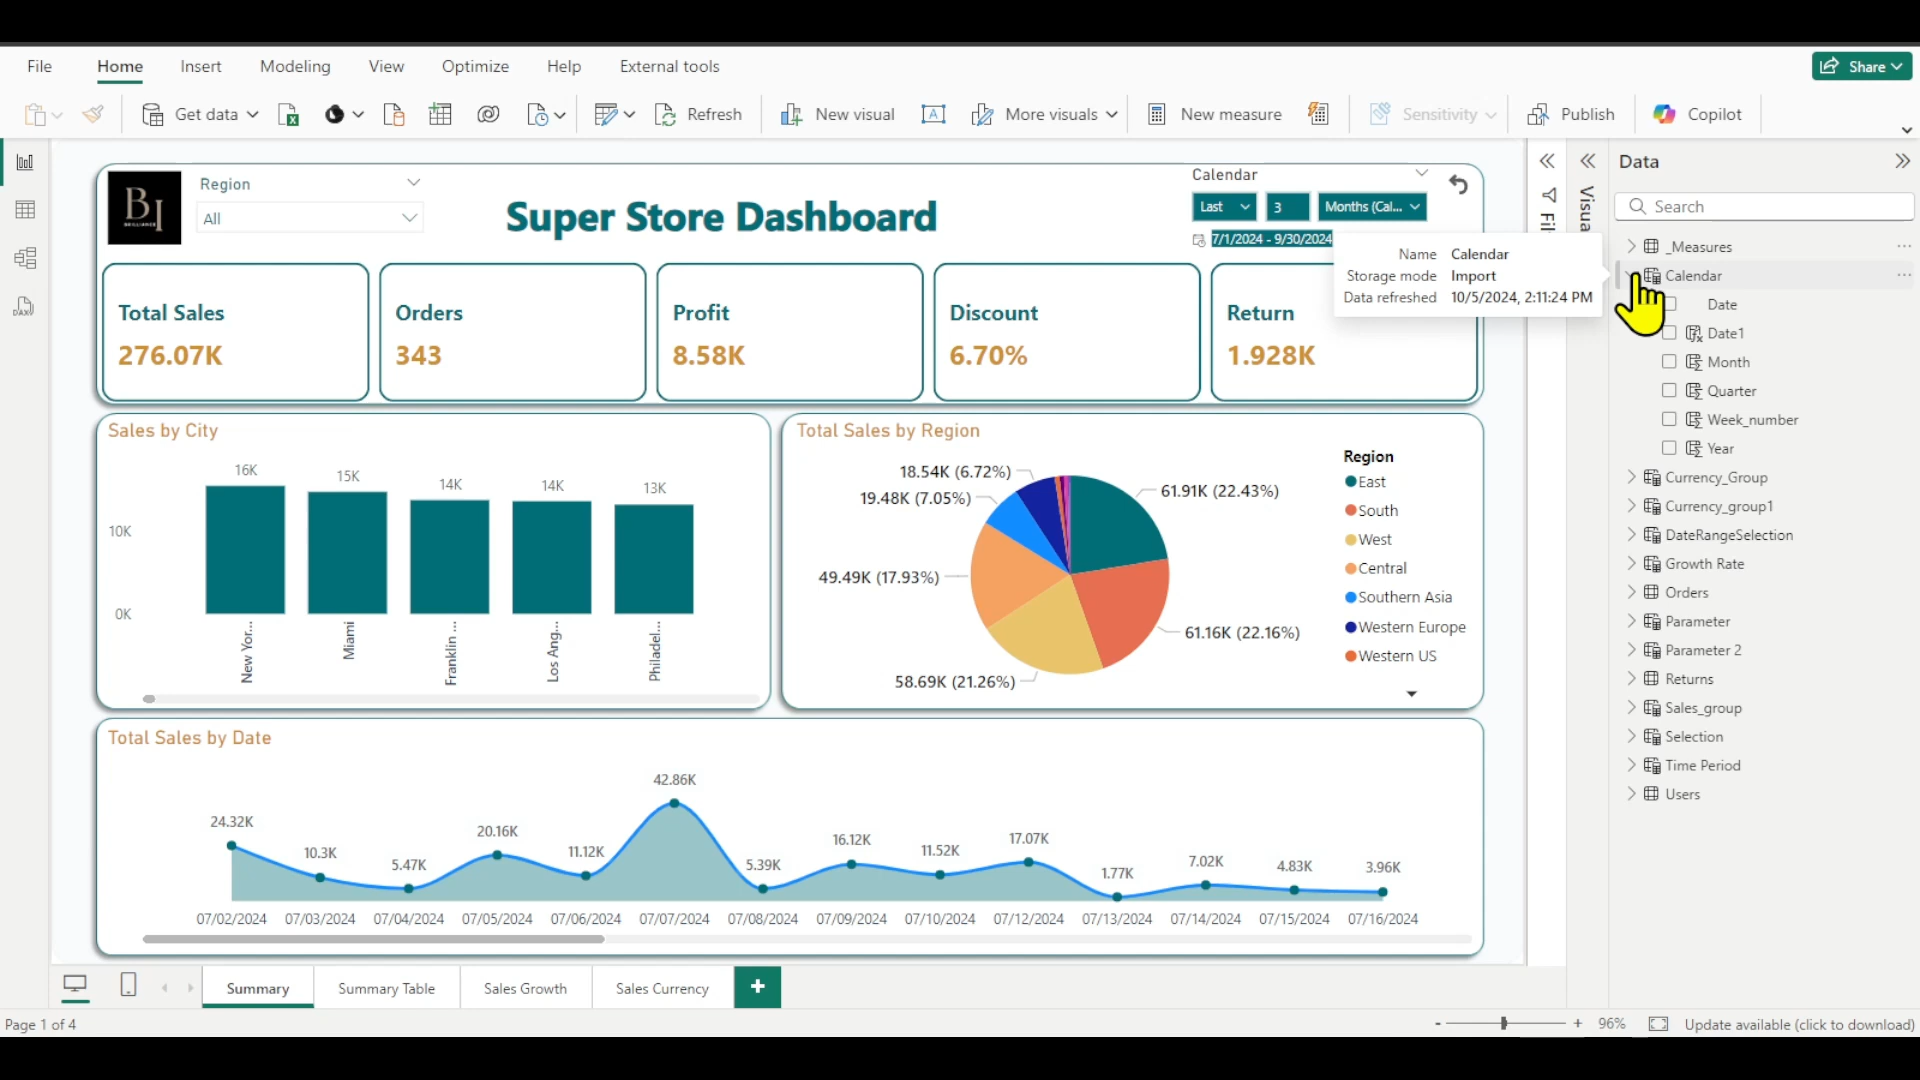 File Home Insert Modeling View Optimize Help External tools Share
Get data Refresh New visual More visuals New measure Sensitivity Publish Copilot
BI
BRILLIANCE
Region
All
Super Store Dashboard
Calendar
Last 3 Months (Cal...
7/1/2024 - 9/30/2024
Name Calendar
Storage mode Import
Data refreshed 10/5/2024, 2:11:24 PM
Total Sales
276.07K
Orders
343
Profit
8.58K
Discount
6.70%
Return
1.928K
Sales by City
16K 15K 14K 14K 13K
10K
0K
New Yor... Miami Franklin ... Los Ang... Philadel...
Total Sales by Region
18.54K (6.72%)
19.48K (7.05%)
61.91K (22.43%)
49.49K (17.93%)
61.16K (22.16%)
58.69K (21.26%)
Region
East
South
West
Central
Southern Asia
Western Europe
Western US
Total Sales by Date
24.32K 10.3K 5.47K 20.16K 11.12K 42.86K 5.39K 16.12K 11.52K 17.07K 1.77K 7.02K 4.83K 3.96K
07/02/2024 07/03/2024 07/04/2024 07/05/2024 07/06/2024 07/07/2024 07/08/2024 07/09/2024 07/10/2024 07/12/2024 07/13/2024 07/14/2024 07/15/2024 07/16/2024
Fil
Visua
Data
Search
_Measures
Calendar
Date
Date1
Month
Quarter
Week_number
Year
Currency_Group
Currency_group1
DateRangeSelection
Growth Rate
Orders
Parameter
Parameter 2
Returns
Sales_group
Selection
Time Period
Users
DAX
Summary Summary Table Sales Growth Sales Currency +
Page 1 of 4
- + 96% Update available (click to download)